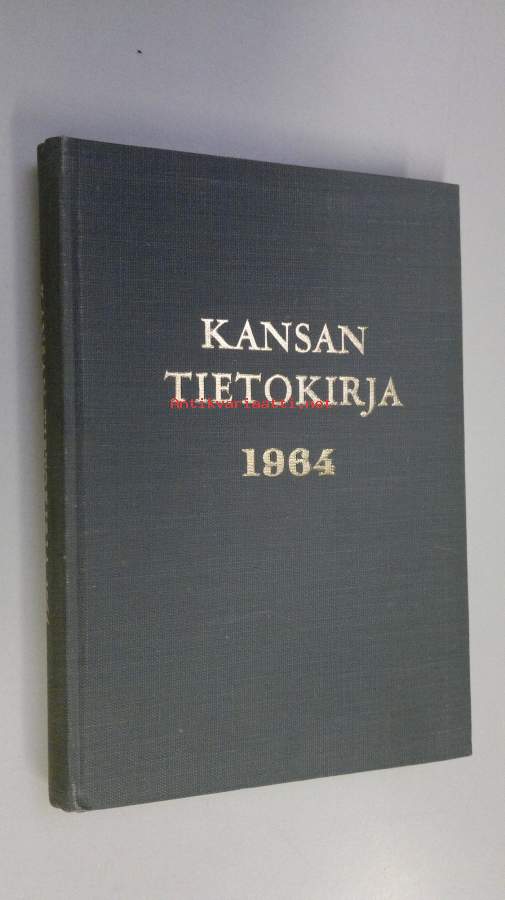 KANSAN
TIETOKIRJA
Antikvariaatti.net
1964